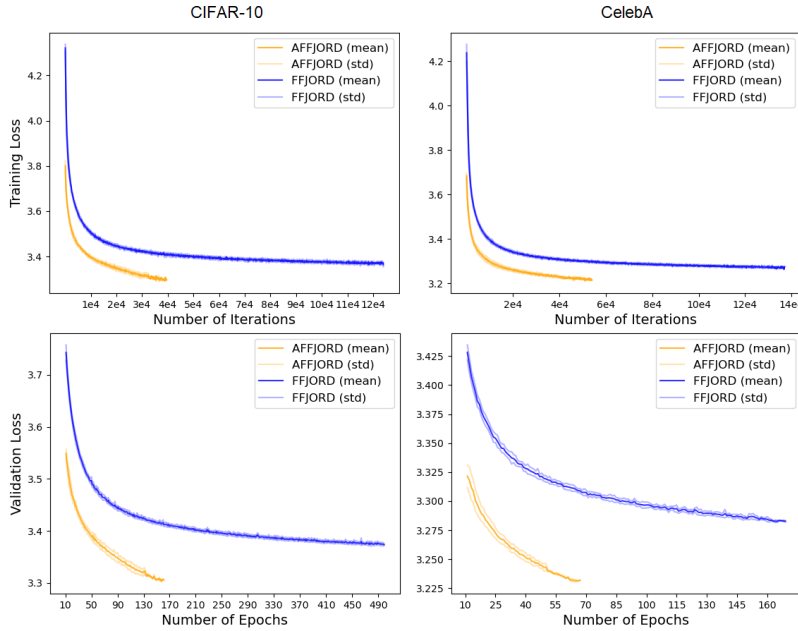 CIFAR-10
CelebA
Training Loss
4.2
4.0
3.8
3.6
3.4
AFFJORD (mean)
AFFJORD (std)
FFJORD (mean)
FFJORD (std)
1e4 2e4 3e4 4e4 5e4 6e4 7e4 8e4 9e4 10e4 11e4 12e4
Number of Iterations
4.2
4.0
3.8
3.6
3.4
3.2
AFFJORD (mean)
AFFJORD (std)
FFJORD (mean)
FFJORD (std)
2e4 4e4 6e4 8e4 10e4 12e4 14e4
Number of Iterations
Validation Loss
3.7
3.6
3.5
3.4
3.3
AFFJORD (mean)
AFFJORD (std)
FFJORD (mean)
FFJORD (std)
10 50 90 130 170 210 250 290 330 370 410 450 490
Number of Epochs
3.425
3.400
3.375
3.350
3.325
3.300
3.275
3.250
3.225
AFFJORD (mean)
AFFJORD (std)
FFJORD (mean)
FFJORD (std)
10 25 40 55 70 85 100 115 130 145 160
Number of Epochs